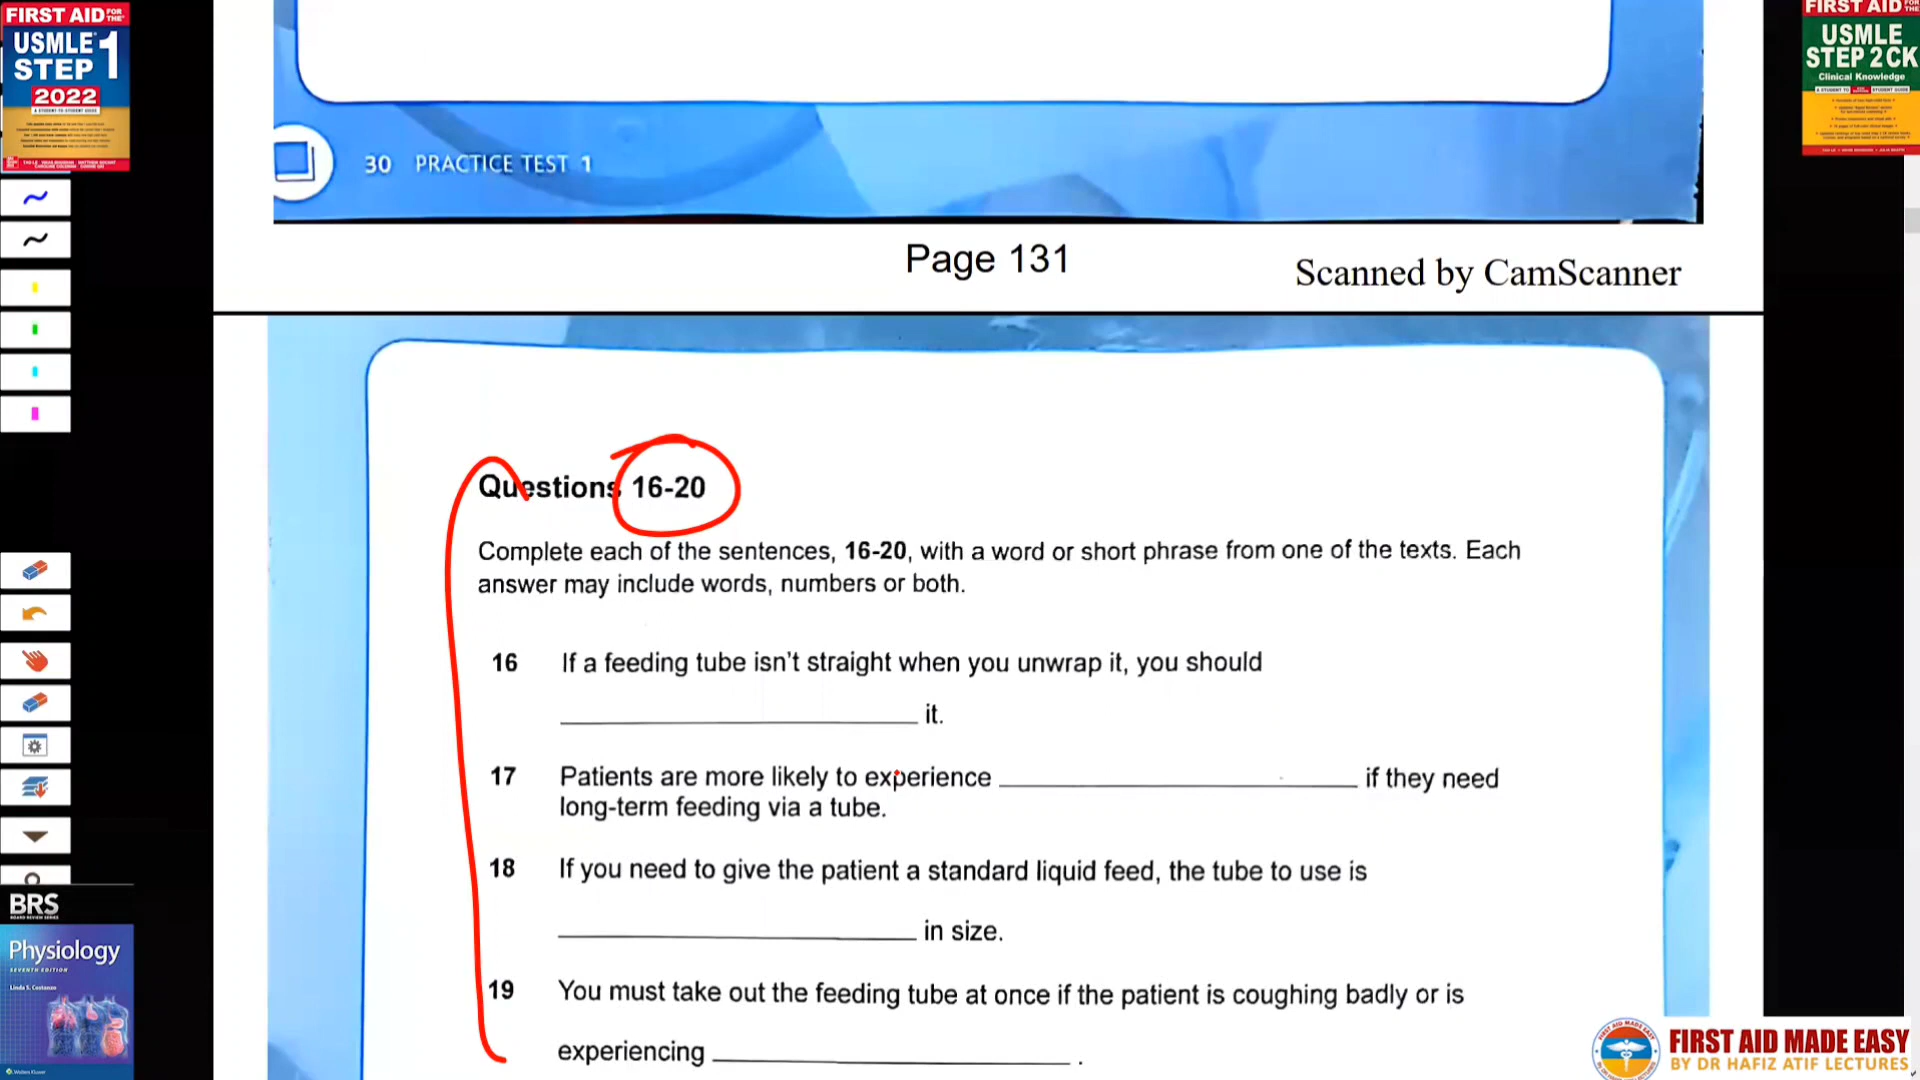 FIRST AID FOR THE
USMLE
STEP 1
2022
FIRST AID FOR THE
USMLE
STEP 2 CK
Clinical Knowledge
30 PRACTICE TEST 1
Page 131
Scanned by CamScanner
Questions 16-20
Complete each of the sentences, 16-20, with a word or short phrase from one of the texts. Each
answer may include words, numbers or both.
16 If a feeding tube isn't straight when you unwrap it, you should
it.
17 Patients are more likely to experience if they need
long-term feeding via a tube.
18 If you need to give the patient a standard liquid feed, the tube to use is
in size.
19 You must take out the feeding tube at once if the patient is coughing badly or is
experiencing .
BRS
Physiology
SEVENTH EDITION
Linda S. Costanzo
FIRST AID MADE EASY
BY DR HAFIZ ATIF LECTURES